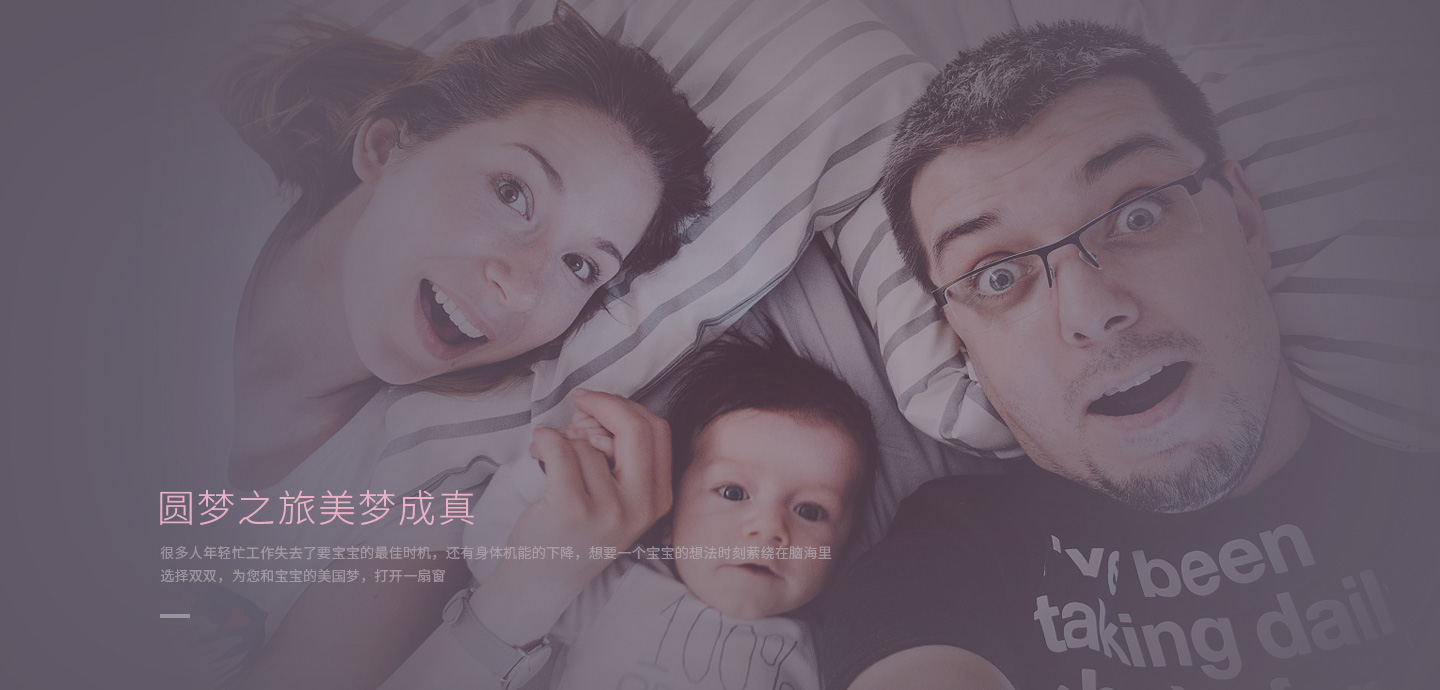 圆梦之旅美梦成真
很多人年轻忙工作失去了要宝宝的最佳时机，还有身体机能的下降，想要一个宝宝的想法时刻萦绕在脑海里
选择双双，为您和宝宝的美国梦，打开一扇窗
been
taking dail